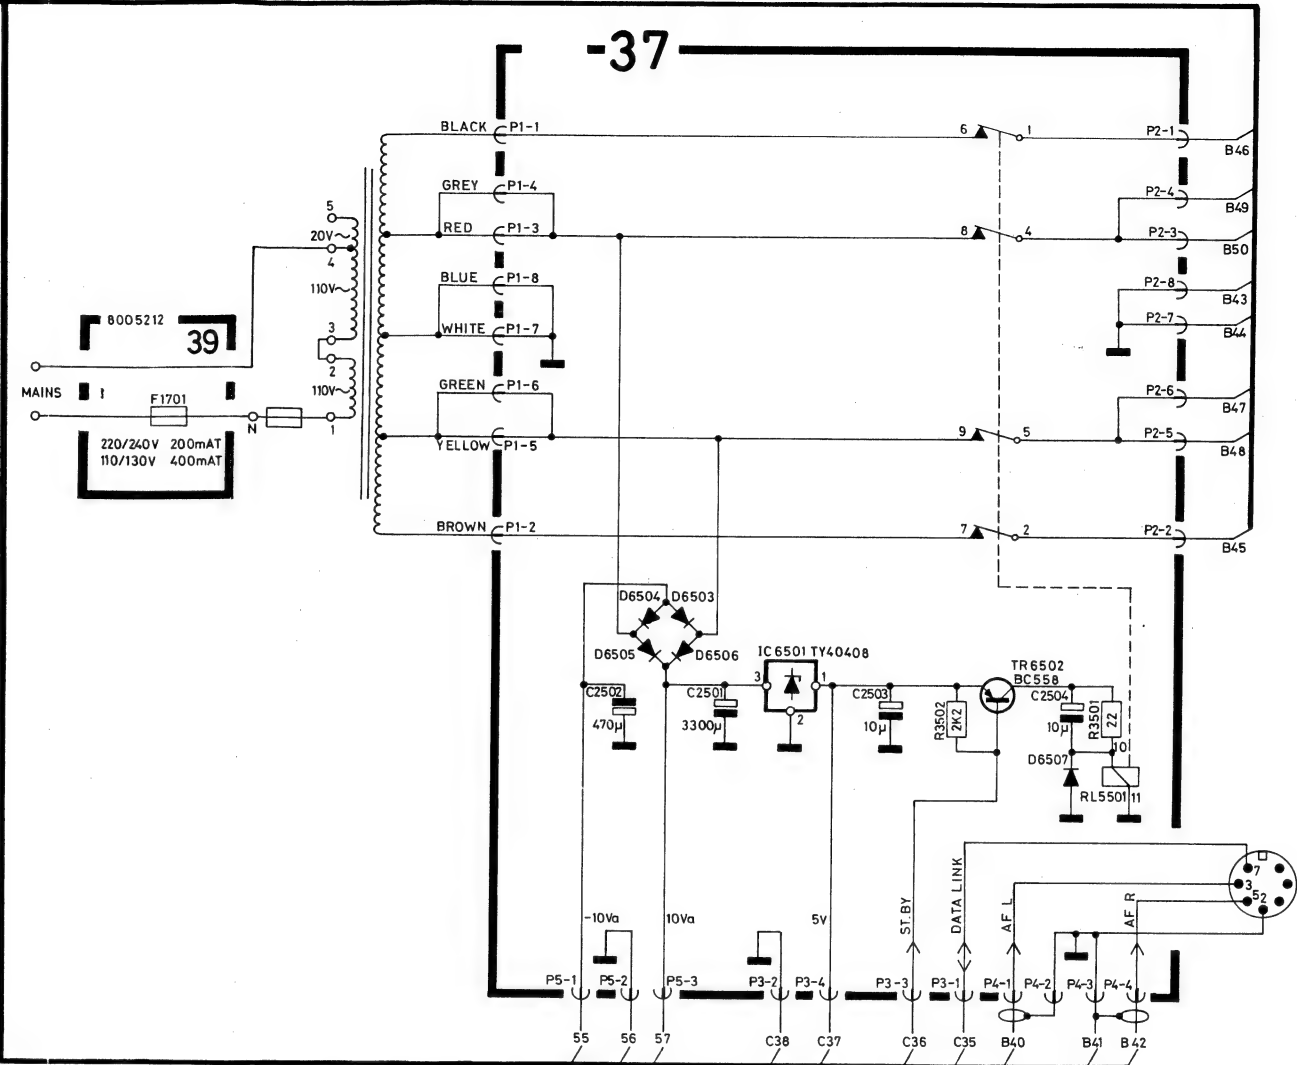 -37
BLACK P1-1 6 1 P2-1
B46
GREY P1-4 P2-4
B49
5
20V~
4
RED P1-3 8 4 P2-3
B50
BLUE P1-8 P2-8
B43
110V~
8005212
39
3
WHITE P1-7 P2-7
B44
2
MAINS
110V~
GREEN P1-6 P2-6
B47
F1701
N
1
220/240V 200mAT
110/130V 400mAT
YELLOW P1-5 9 5 P2-5
B48
BROWN P1-2 7 2 P2-2
B45
D6504 D6503
D6505 D6506
IC6501 TY40408
3 1
2
TR6502
BC558
C2502
470µ
C2501
3300µ
C2503
10µ
R3502
2K2
C2504
10µ
R3501
22
10
D6507
RL5501 11
7
3
5 2
-10Va
10Va
5V
ST.BY
DATA LINK
AF L
AF R
P5-1 P5-2 P5-3 P3-2 P3-4 P3-3 P3-1 P4-1 P4-2 P4-3 P4-4
55 56 57 C38 C37 C36 C35 B40 B41 B42